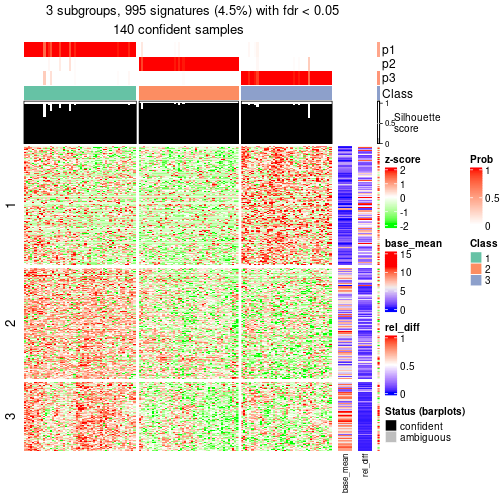 3 subgroups, 995 signatures (4.5%) with fdr < 0.05
140 confident samples
p1
p2
p3
Class
1
0.5
0
Silhouette
score
1
2
3
base_mean
rel_diff
z-score
2
1
0
-1
-2
base_mean
15
10
5
0
rel_diff
1
0.5
0
Status (barplots)
confident
ambiguous
Prob
1
0.5
0
Class
1
2
3